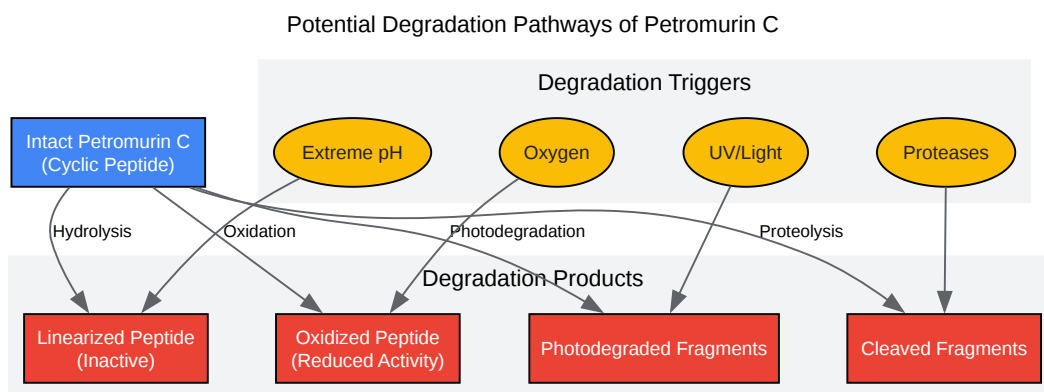 Potential Degradation Pathways of Petromurin C
Degradation Triggers
Intact Petromurin C
(Cyclic Peptide)
Extreme pH
Oxygen
UV/Light
Proteases
Hydrolysis
Oxidation
Photodegradation
Proteolysis
Degradation Products
Linearized Peptide
(Inactive)
Oxidized Peptide
(Reduced Activity)
Photodegraded Fragments
Cleaved Fragments